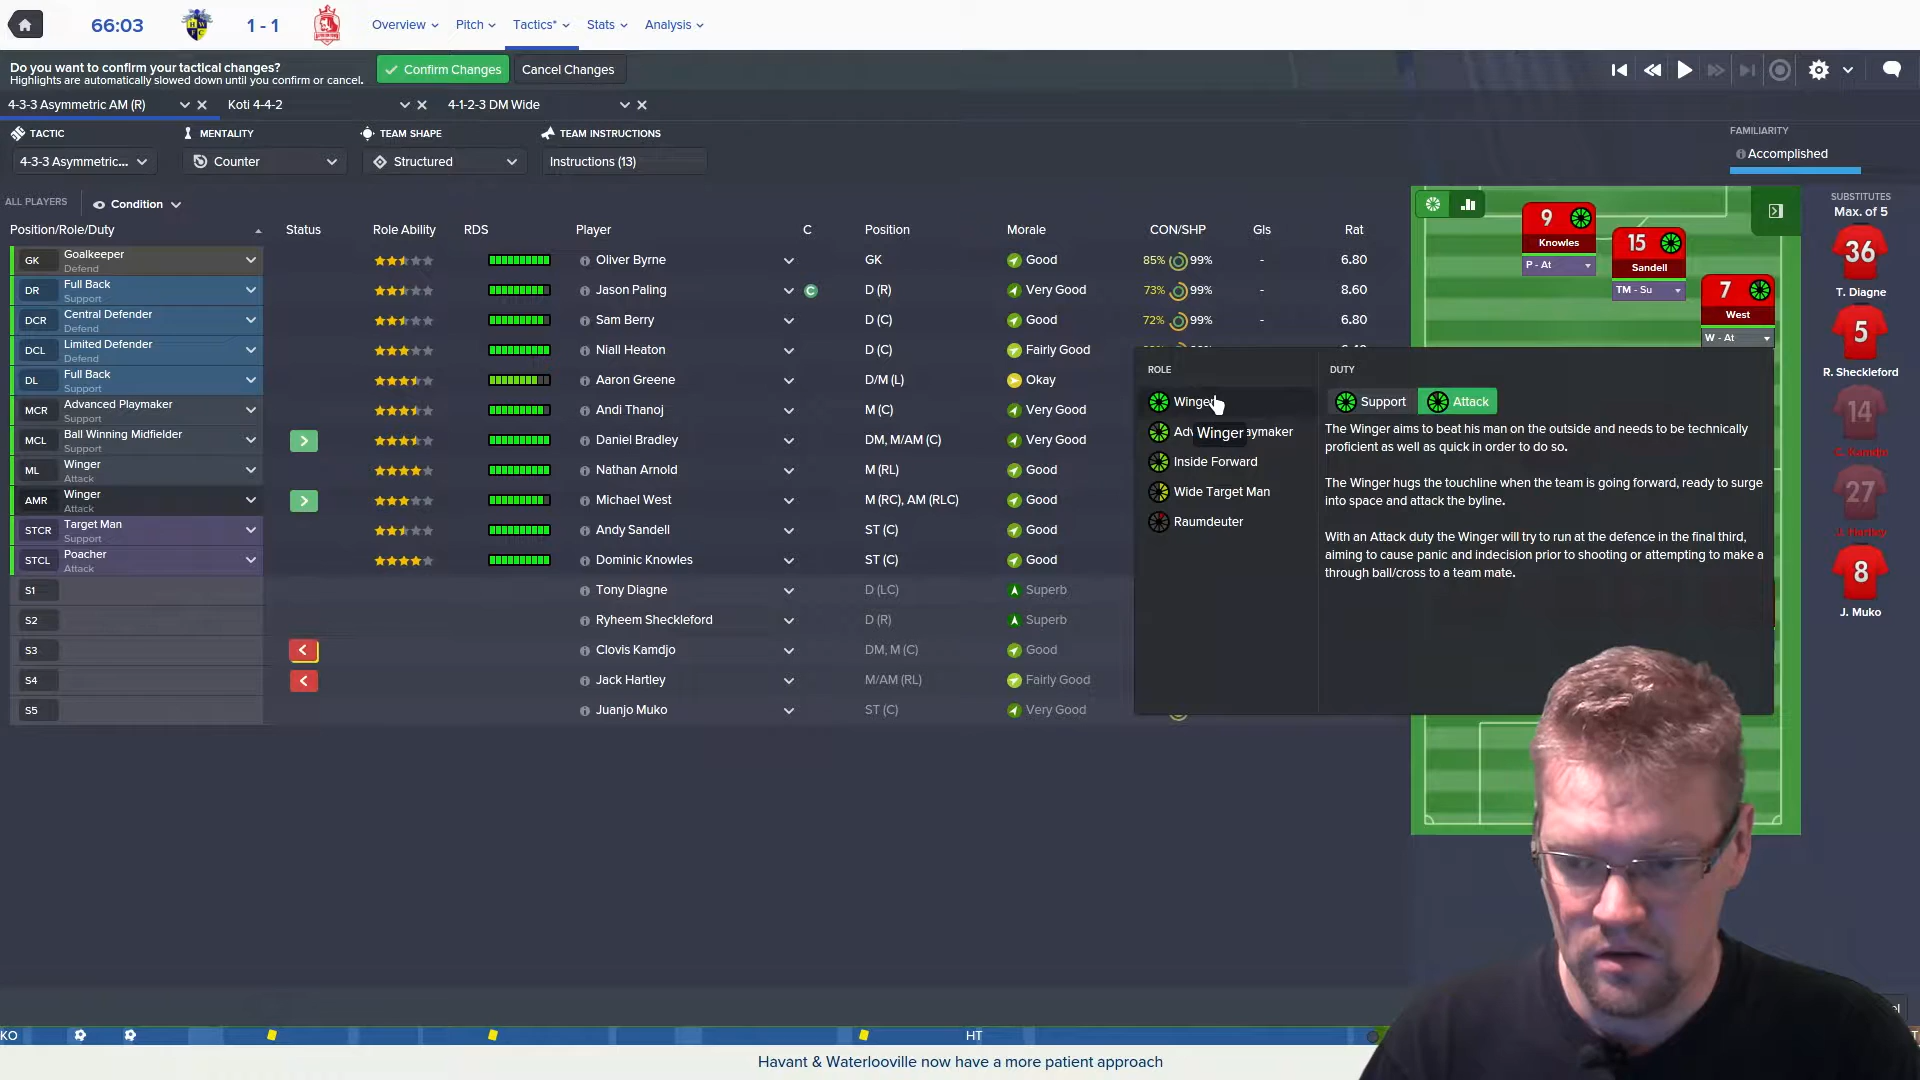 66:03
1 - 1
Overview
Pitch
Tactics*
Stats
Analysis
Do you want to confirm your tactical changes?
Highlights are automatically slowed down until you confirm or cancel.
Confirm Changes
Cancel Changes
4-3-3 Asymmetric AM (R)
Koti 4-4-2
4-1-2-3 DM Wide
TACTIC
MENTALITY
TEAM SHAPE
TEAM INSTRUCTIONS
4-3-3 Asymmetric...
Counter
Structured
Instructions (13)
FAMILIARITY
Accomplished
ALL PLAYERS
Condition
Position/Role/Duty Status Role Ability RDS Player C Position Morale CON/SHP Gls Rat
GK Goalkeeper Defend Oliver Byrne GK Good 85% 99% - 6.80
DR Full Back Support Jason Paling C D (R) Very Good 73% 99% - 8.60
DCR Central Defender Defend Sam Berry D (C) Good 72% 99% - 6.80
DCL Limited Defender Defend Niall Heaton D (C) Fairly Good
DL Full Back Support Aaron Greene D/M (L) Okay
MCR Advanced Playmaker Support Andi Thanoj M (C) Very Good
MCL Ball Winning Midfielder Support Daniel Bradley DM, M/AM (C) Very Good
ML Winger Attack Nathan Arnold M (RL) Good
AMR Winger Attack Michael West M (RC), AM (RLC) Good
STCR Target Man Support Andy Sandell ST (C) Good
STCL Poacher Attack Dominic Knowles ST (C) Good
S1 Tony Diagne D (LC) Superb
S2 Ryheem Sheckleford D (R) Superb
S3 Clovis Kamdjo DM, M (C) Good
S4 Jack Hartley M/AM (RL) Fairly Good
S5 Juanjo Muko ST (C) Very Good
ROLE
Winger
Winger
Inside Forward
Wide Target Man
Raumdeuter
DUTY
Support
Attack
The Winger aims to beat his man on the outside and needs to be technically
proficient as well as quick in order to do so.
The Winger hugs the touchline when the team is going forward, ready to surge
into space and attack the byline.
With an Attack duty the Winger will try to run at the defence in the final third,
aiming to cause panic and indecision prior to shooting or attempting to make a
through ball/cross to a team mate.
9
Knowles
P - At
15
Sandell
TM - Su
7
West
W - At
SUBSTITUTES
Max. of 5
36
T. Diagne
5
R. Sheckleford
14
C. Kamdjo
27
J. Hartley
8
J. Muko
KO
HT
Havant & Waterlooville now have a more patient approach